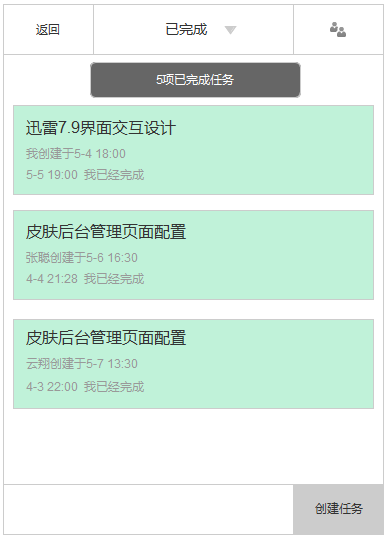 返回
已完成
5项已完成任务
迅雷7.9界面交互设计
我创建于5-4 18:00
5-5 19:00 我已经完成
皮肤后台管理页面配置
张聪创建于5-6 16:30
4-4 21:28 我已经完成
皮肤后台管理页面配置
云翔创建于5-7 13:30
4-3 22:00 我已经完成
创建任务